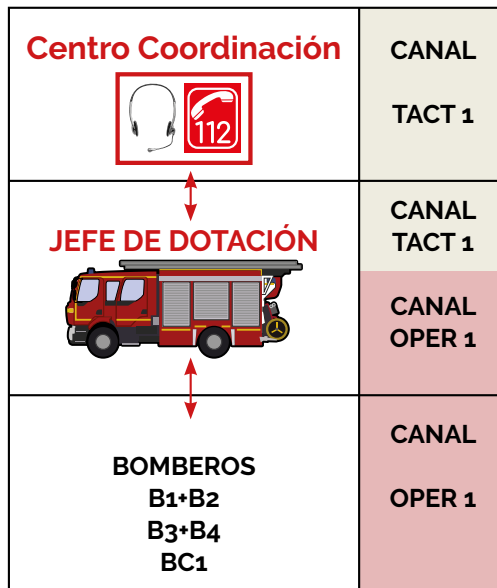 Centro Coordinación
112
CANAL
TACT 1
JEFE DE DOTACIÓN
CANAL
TACT 1
CANAL
OPER 1
BOMBEROS
B1+B2
B3+B4
BC1
CANAL
OPER 1